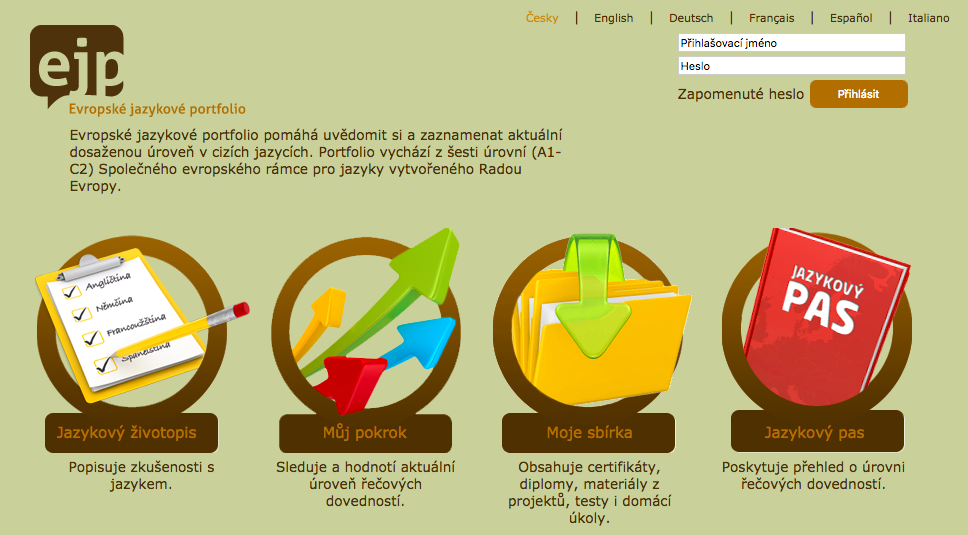 Česky | English | Deutsch | Français | Español | Italiano
ejp
Evropské jazykové portfolio
Přihlašovací jméno
Heslo
Zapomenuté heslo Přihlásit
Evropské jazykové portfolio pomáhá uvědomit si a zaznamenat aktuální
dosaženou úroveň v cizích jazycích. Portfolio vychází z šesti úrovní (A1-
C2) Společného evropského rámce pro jazyky vytvořeného Radou
Evropy.
Angličtina
Němčina
Francouzština
Španělština
JAZYKOVÝ
PAS
Jazykový životopis
Popisuje zkušenosti s
jazykem.
Můj pokrok
Sleduje a hodnotí aktuální
úroveň řečových
dovedností.
Moje sbírka
Obsahuje certifikáty,
diplomy, materiály z
projektů, testy i domácí
úkoly.
Jazykový pas
Poskytuje přehled o úrovni
řečových dovedností.